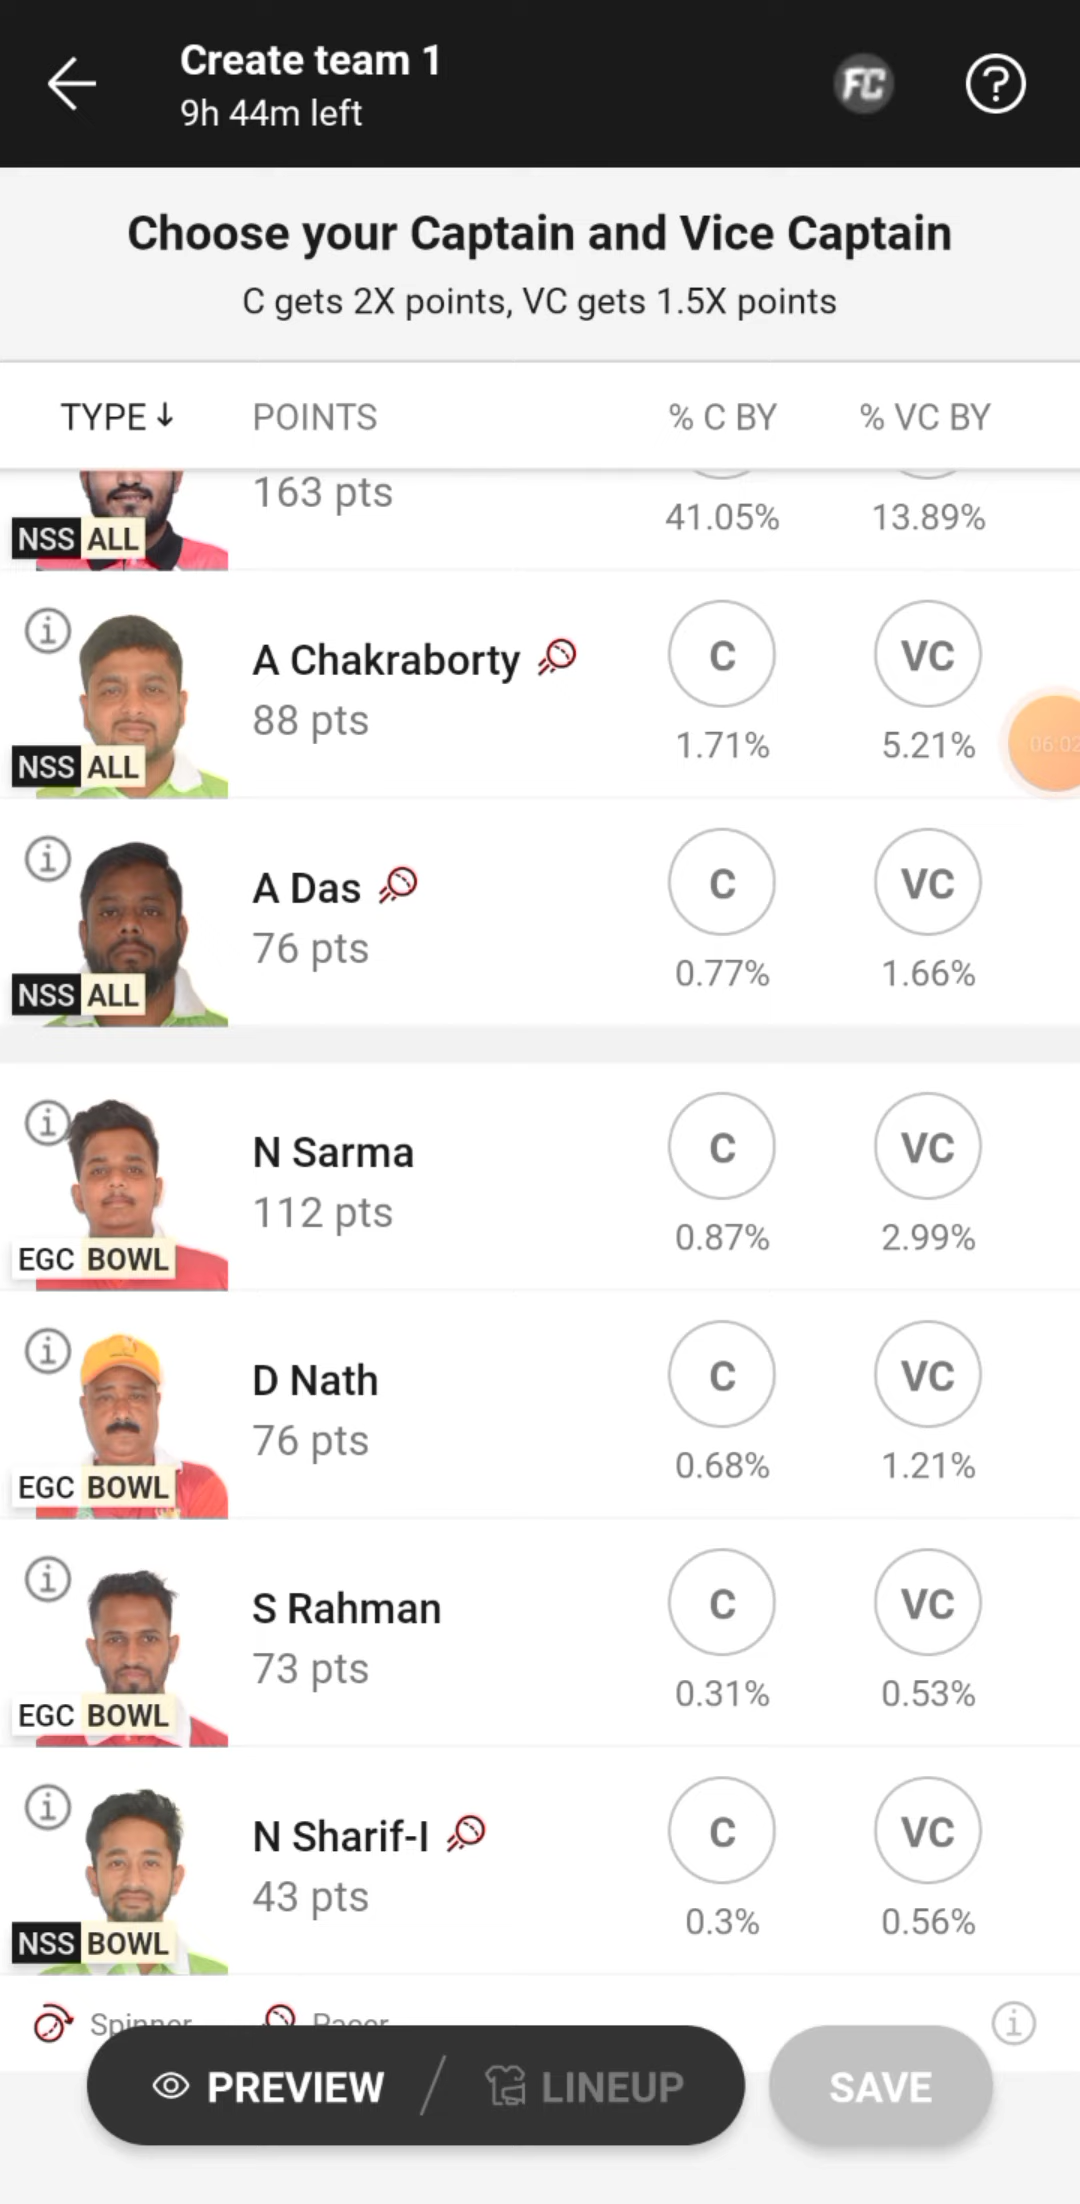 Create team 1
9h 44m left
FC
?
Choose your Captain and Vice Captain
C gets 2X points, VC gets 1.5X points
TYPE↓ POINTS % C BY % VC BY
163 pts
41.05% 13.89%
NSS ALL
i
A Chakraborty C VC
88 pts
1.71% 5.21%
06:02
NSS ALL
i
A Das C VC
76 pts
0.77% 1.66%
NSS ALL
i
N Sarma C VC
112 pts
0.87% 2.99%
EGC BOWL
i
D Nath C VC
76 pts
0.68% 1.21%
EGC BOWL
i
S Rahman C VC
73 pts
0.31% 0.53%
EGC BOWL
i
N Sharif-I C VC
43 pts
0.3% 0.56%
NSS BOWL
Spinner Pacer i
PREVIEW / LINEUP SAVE